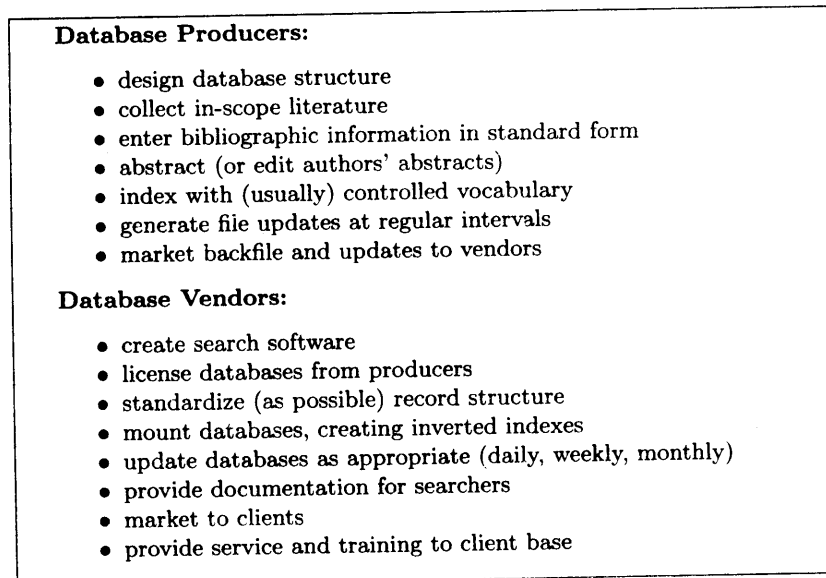 Database Producers:
• design database structure
• collect in-scope literature
• enter bibliographic information in standard form
• abstract (or edit authors' abstracts)
• index with (usually) controlled vocabulary
• generate file updates at regular intervals
• market backfile and updates to vendors
Database Vendors:
• create search software
• license databases from producers
• standardize (as possible) record structure
• mount databases, creating inverted indexes
• update databases as appropriate (daily, weekly, monthly)
• provide documentation for searchers
• market to clients
• provide service and training to client base